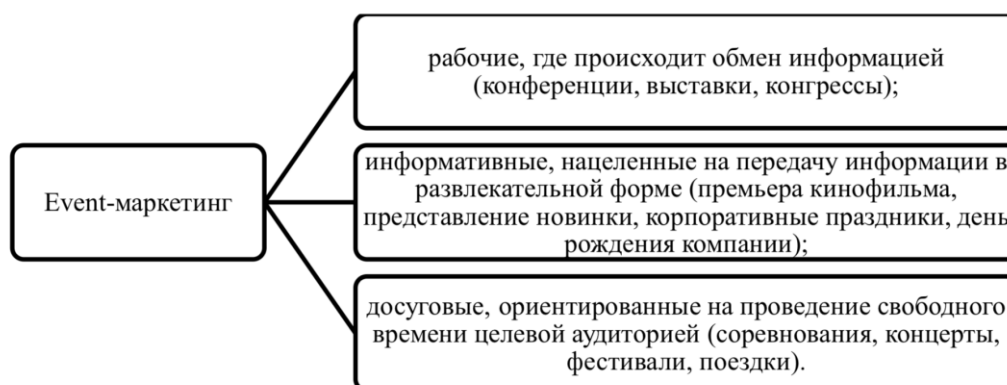 Event-маркетинг
рабочие, где происходит обмен информацией
(конференции, выставки, конгрессы);
информативные, нацеленные на передачу информации в
развлекательной форме (премьера кинофильма,
представление новинки, корпоративные праздники, день
рождения компании);
досуговые, ориентированные на проведение свободного
времени целевой аудиторией (соревнования, концерты,
фестивали, поездки).